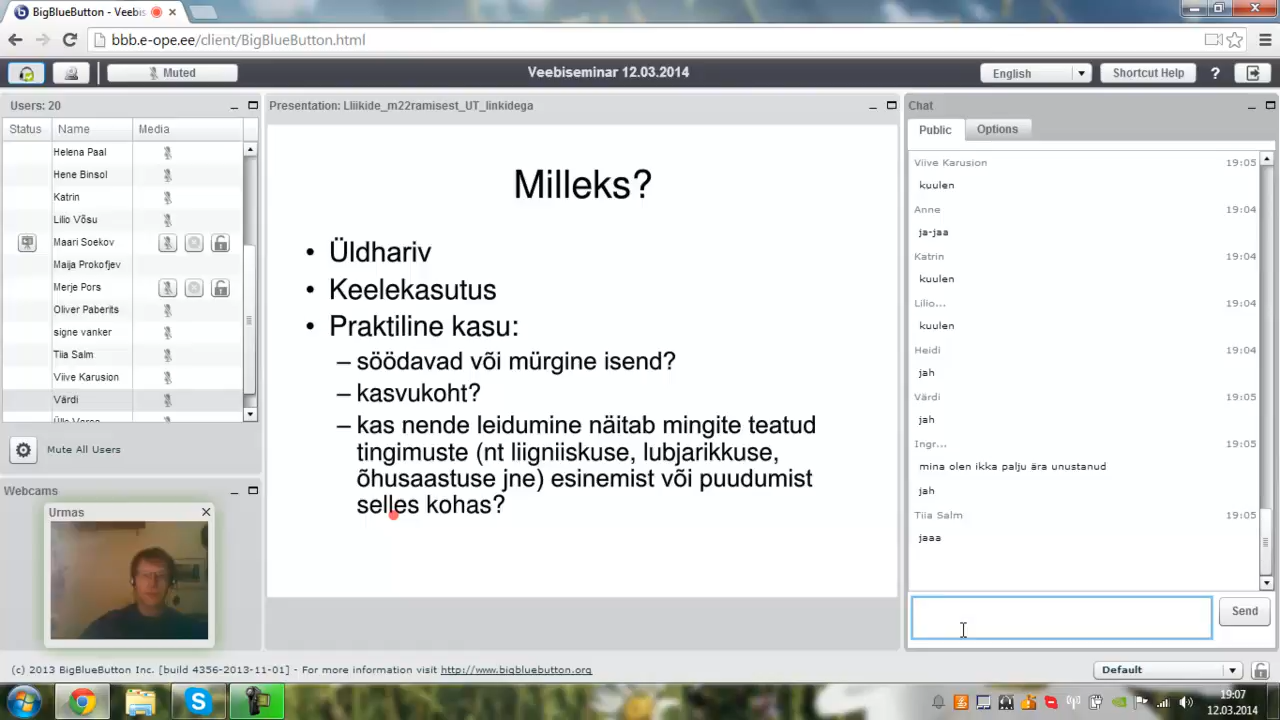 BigBlueButton - Veebis
bbb.e-ope.ee/client/BigBlueButton.html
Muted
Veebiseminar 12.03.2014
English
Shortcut Help
?
Users: 20
Status Name Media
Helena Paal
Hene Binsol
Katrin
Lilio Võsu
Maari Soekov
Maija Prokofjev
Merje Pors
Oliver Paberits
signe vanker
Tiia Salm
Viive Karusion
Värdi
Mute All Users
Webcams
Urmas
Presentation: Lliikide_m22ramisest_UT_linkidega
Milleks?
• Üldhariv
• Keelekasutus
• Praktiline kasu:
– söödavad või mürgine isend?
– kasvukoht?
– kas nende leidumine näitab mingite teatud
tingimuste (nt liigniiskuse, lubjarikkuse,
õhusaastuse jne) esinemist või puudumist
selles kohas?
Chat
Public Options
Viive Karusion 19:05
kuulen
Anne 19:04
ja-jaa
Katrin 19:04
kuulen
Lilio... 19:04
kuulen
Heidi 19:04
jah
Värdi 19:04
jah
Ingr... 19:05
mina olen ikka palju ära unustanud
jah
Tiia Salm 19:05
jaaa
Send
(c) 2013 BigBlueButton Inc. [build 4356-2013-11-01] - For more information visit http://www.bigbluebutton.org
Default
19:07
12.03.2014